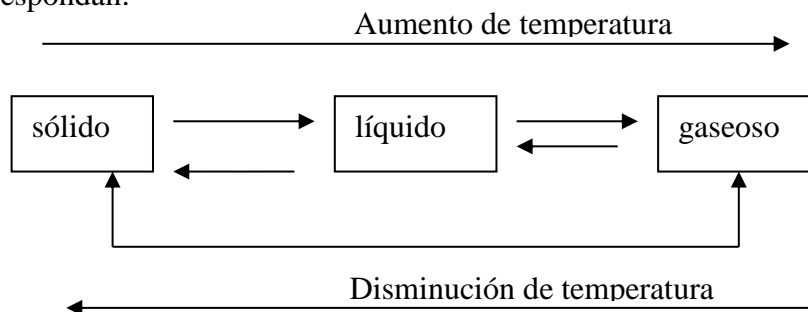 espondan.
Aumento de temperatura
sólido líquido gaseoso
Disminución de temperatura